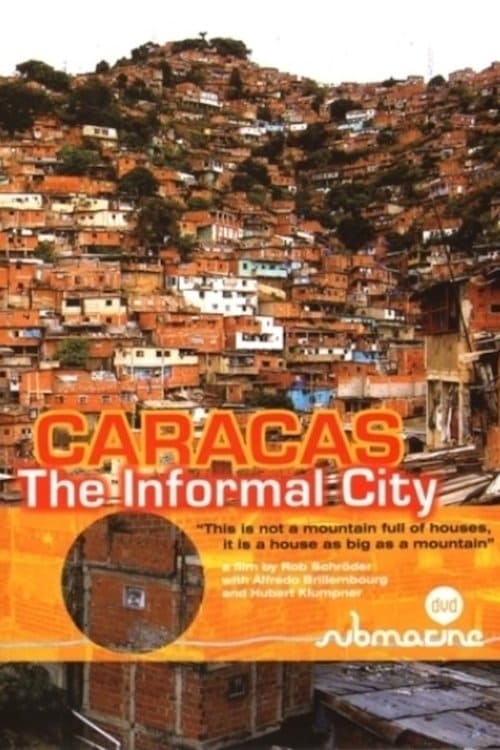 CARACAS
The Informal City
"This is not a mountain full of houses,
it is a house as big as a mountain"
a film by Rob Schröder
with Alfredo Brillembourg
and Hubert Klumpner
dvd
submarine